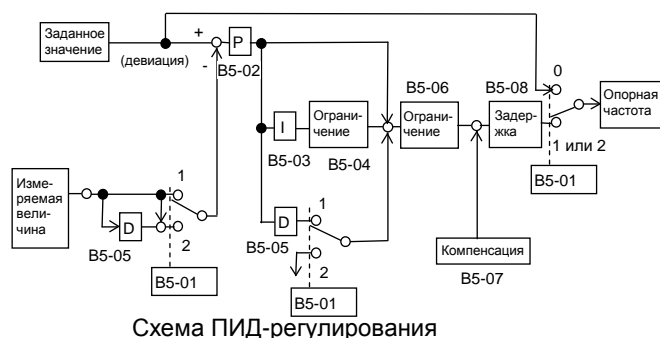 Заданное
значение
+
-
(девиация)
P
B5-02
I
B5-03
Ограни-
чение
B5-04
D
B5-05
1
2
B5-01
B5-06
Ограни-
чение
B5-08
Задер-
жка
0
1 или 2
B5-01
Опорная
частота
Компенсация
B5-07
Изме-
ряемая
вели-
чина
D
B5-05
1
2
B5-01
Схема ПИД-регулирования